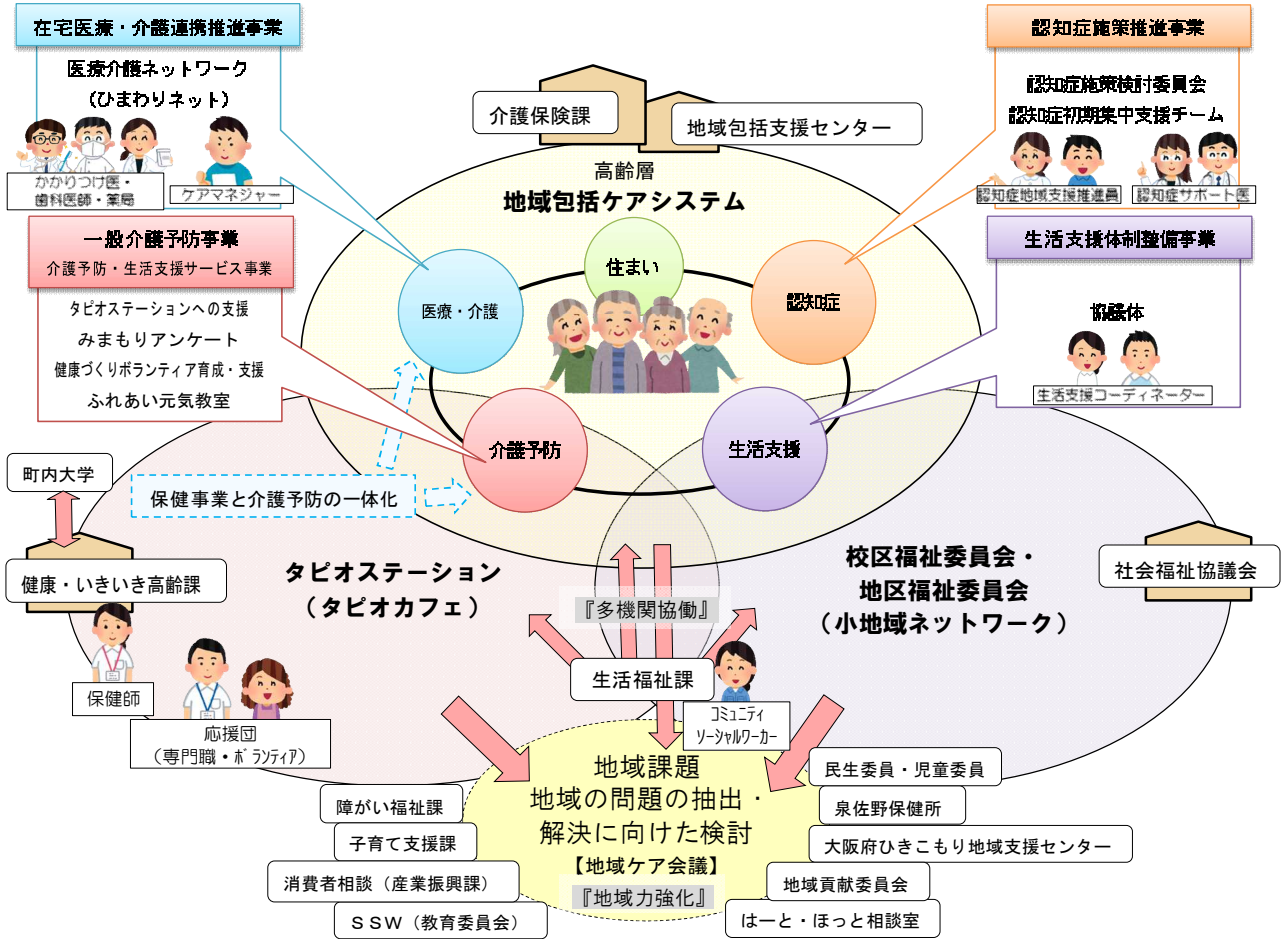 在宅医療・介護連携推進事業
医療介護ネットワーク
（ひまわりネット）
かかりつけ医・
歯科医師・薬局
ケアマネジャー
一般介護予防事業
介護予防・生活支援サービス事業
タピオステーションへの支援
みまもりアンケート
健康づくりボランティア育成・支援
ふれあい元気教室
介護保険課
地域包括支援センター
高齢層
地域包括ケアシステム
医療・介護
住まい
認知症
介護予防
生活支援
認知症施策推進事業
認知症施策検討委員会
認知症初期集中支援チーム
認知症地域支援推進員
認知症サポート医
生活支援体制整備事業
協議体
生活支援コーディネーター
町内大学
保健事業と介護予防の一体化
健康・いきいき高齢課
保健師
応援団
（専門職・ボランティア）
タピオステーション
（タピオカフェ）
『多機関協働』
校区福祉委員会・
地区福祉委員会
（小地域ネットワーク）
社会福祉協議会
生活福祉課
コミュニティ
ソーシャルワーカー
地域課題
地域の問題の抽出・
解決に向けた検討
【地域ケア会議】
『地域力強化』
障がい福祉課
子育て支援課
消費者相談（産業振興課）
ＳＳＷ（教育委員会）
民生委員・児童委員
泉佐野保健所
大阪府ひきこもり地域支援センター
地域貢献委員会
はーと・ほっと相談室